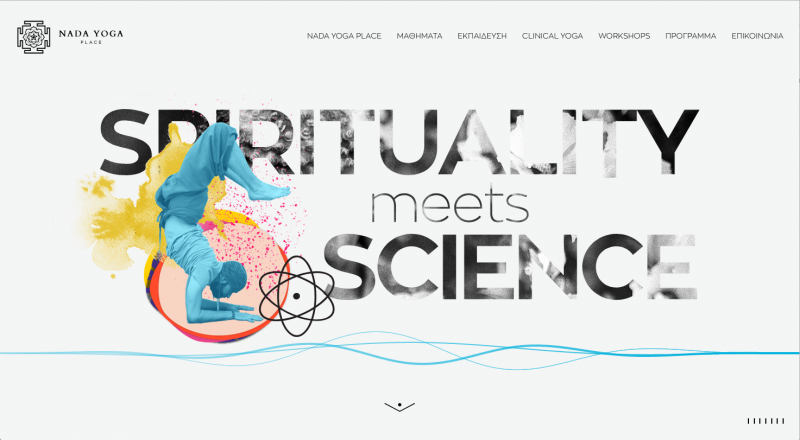 NADA YOGA
PLACE
NADA YOGA PLACE ΜΑΘΗΜΑΤΑ ΕΚΠΑΙΔΕΥΣΗ CLINICAL YOGA WORKSHOPS ΠΡΟΓΡΑΜΜΑ ΕΠΙΚΟΙΝΩΝΙΑ
SPIRITUALITY
meets
SCIENCE